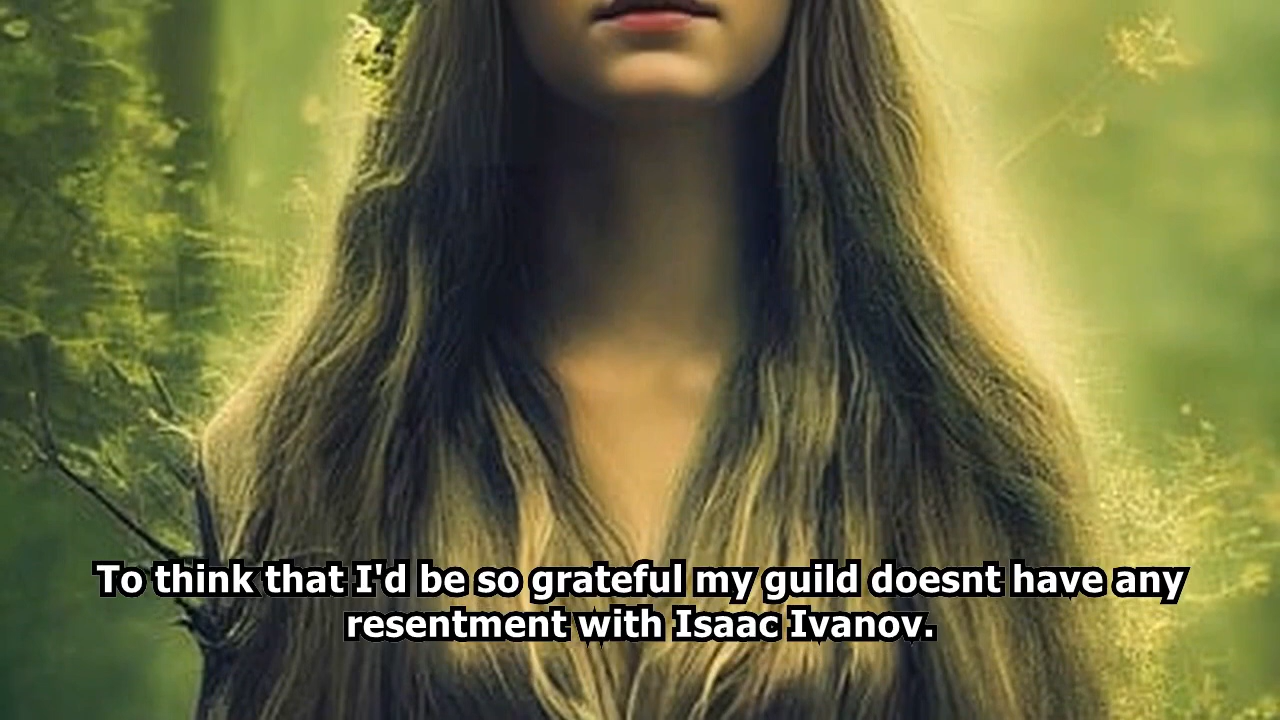 To think that I'd be so grateful my guild doesnt have any
resentment with Isaac Ivanov.